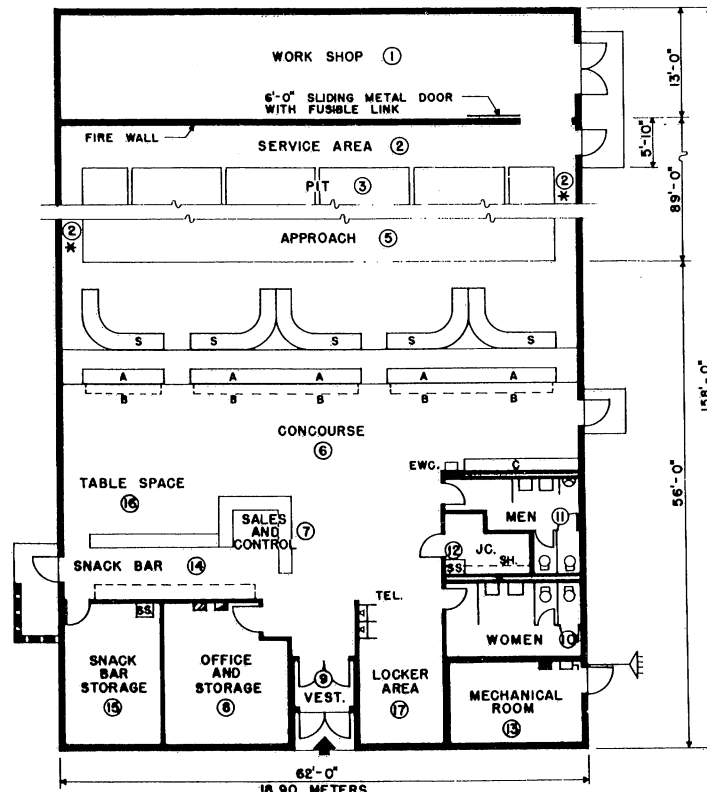 WORK SHOP 1
6'-0" SLIDING METAL DOOR
WITH FUSIBLE LINK
FIRE WALL
13'-0"
SERVICE AREA 2
5'-10"
PIT 3
2
*
89'-0"
2
*
APPROACH 5
S S S S S
A A A A A
B B B B B
158'-0"
CONCOURSE
6
EWC. C
56'-0"
TABLE SPACE
16
SALES
AND
CONTROL
7
MEN 11
12 JC.
SS SH.
SNACK BAR 14
SS
TEL.
WOMEN 10
SNACK
BAR
STORAGE
15
OFFICE
AND
STORAGE
8
9
VEST.
LOCKER
AREA
17
MECHANICAL
ROOM
13
62'-0"
18.90 METERS